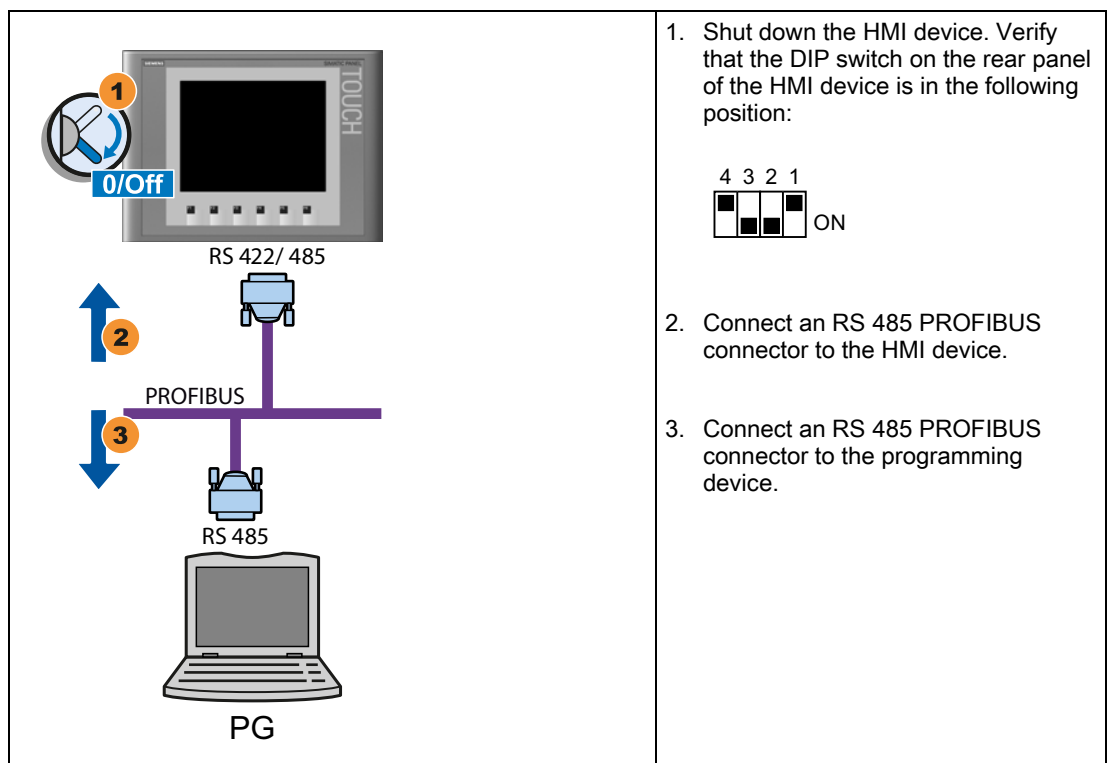 SIEMENS
SIMATIC PANEL
TOUCH
1
0/Off
RS 422/ 485
2
PROFIBUS
3
RS 485
PG
1. Shut down the HMI device. Verify
that the DIP switch on the rear panel
of the HMI device is in the following
position:
4 3 2 1
ON
2. Connect an RS 485 PROFIBUS
connector to the HMI device.
3. Connect an RS 485 PROFIBUS
connector to the programming
device.